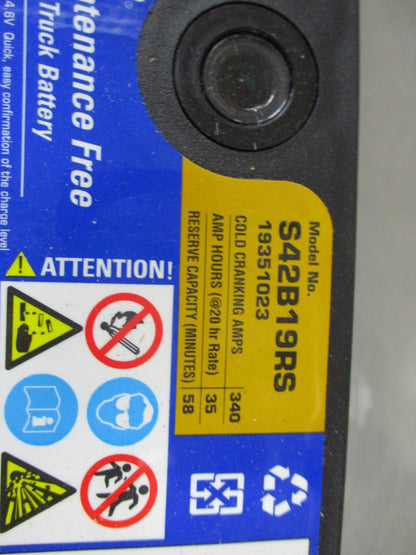 Model No.
S42B19RS
19351023
COLD CRANKING AMPS 340
AMP HOURS (@20 hr Rate) 35
RESERVE CAPACITY (MINUTES) 58
Free
Truck Battery
4.6V Quick, easy confirmation of the charge level
ATTENTION!